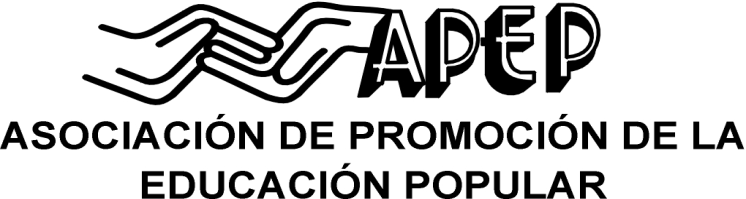 APEP
ASOCIACIÓN DE PROMOCIÓN DE LA
EDUCACIÓN POPULAR